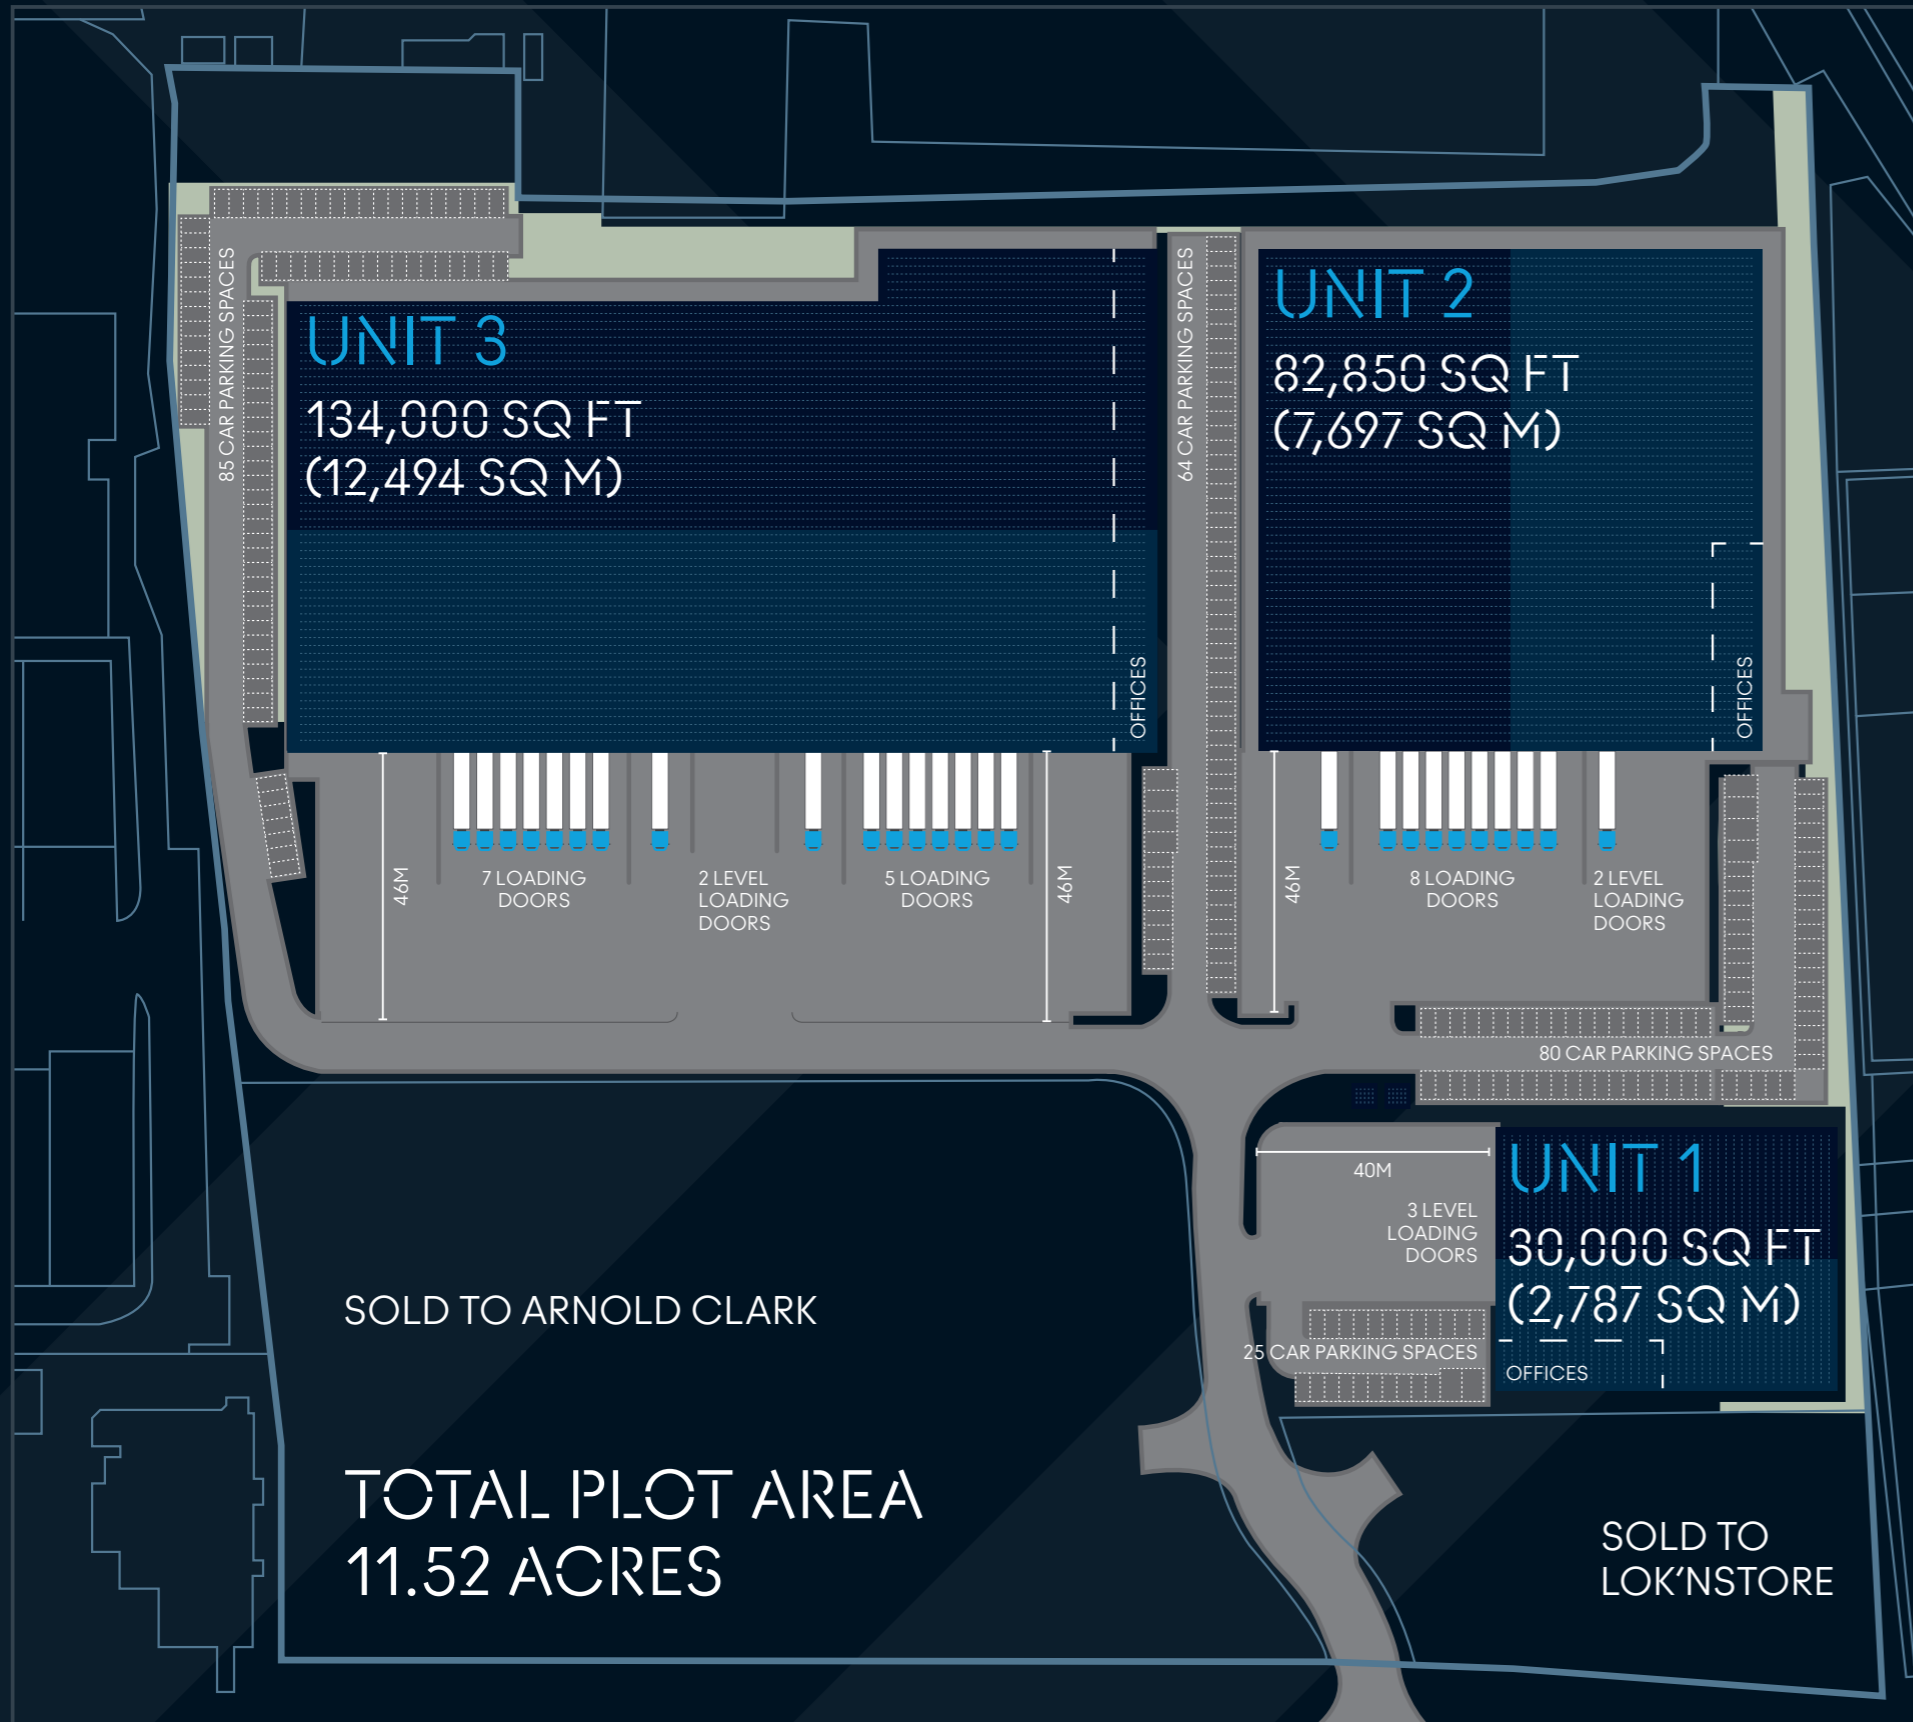 UNIT 3
134,000 SQ FT
(12,494 SQ M)
85 CAR PARKING SPACES
OFFICES
64 CAR PARKING SPACES
UNIT 2
82,850 SQ FT
(7,697 SQ M)
OFFICES
46M
7 LOADING
DOORS
2 LEVEL
LOADING
DOORS
5 LOADING
DOORS
46M
46M
8 LOADING
DOORS
2 LEVEL
LOADING
DOORS
80 CAR PARKING SPACES
40M
3 LEVEL
LOADING
DOORS
UNIT 1
30,000 SQ FT
(2,787 SQ M)
OFFICES
25 CAR PARKING SPACES
SOLD TO ARNOLD CLARK
TOTAL PLOT AREA
11.52 ACRES
SOLD TO
LOK'NSTORE